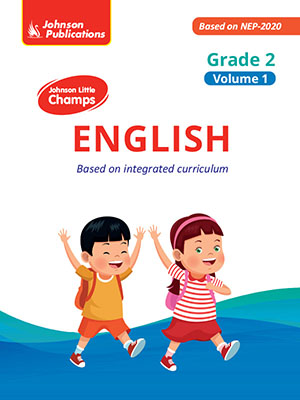 Johnson
Publications
Based on NEP-2020
Grade 2
Volume 1
Johnson Little
Champs
ENGLISH
Based on integrated curriculum